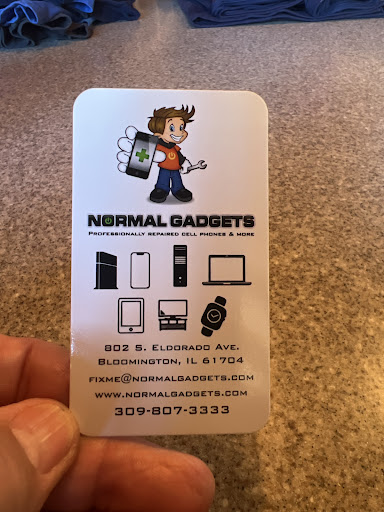 NORMAL GADGETS
PROFESSIONALLY REPAIRED CELL PHONES & MORE
802 S. ELDORADO AVE.
BLOOMINGTON, IL 61704
FIXME@NORMALGADGETS.COM
WWW.NORMALGADGETS.COM
309-807-3333